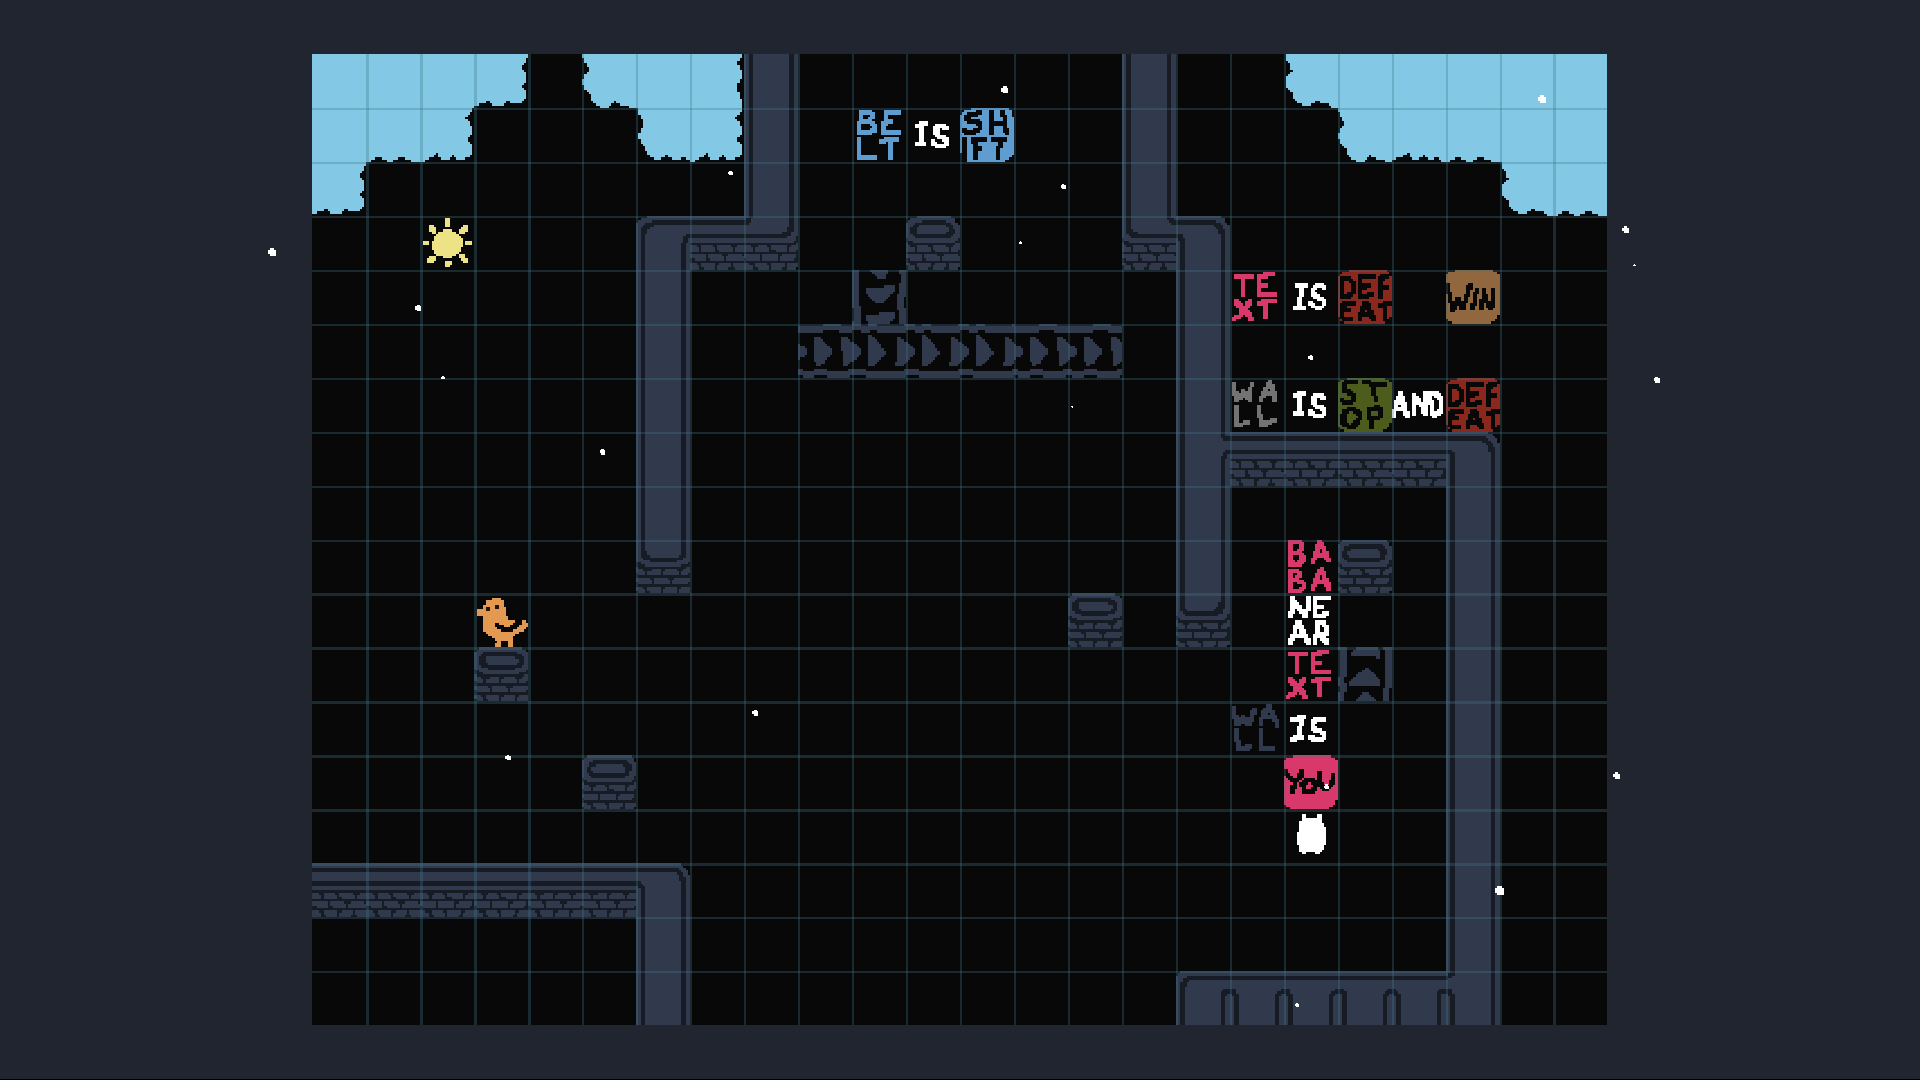 BELT IS SHIFT
TEXT IS DEFEAT WIN
WALL IS STOP AND DEFEAT
BABA
NEAR
TEXT
WALL IS
YOU